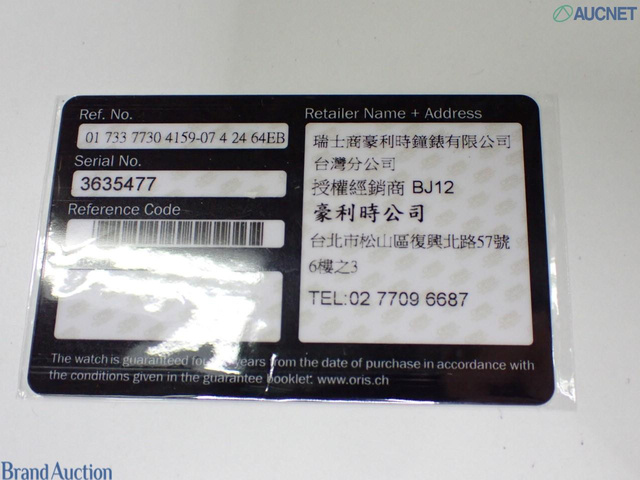 AUCNET
Ref. No.
01 733 7730 4159-07 4 24 64EB
Serial No.
3635477
Reference Code
Retailer Name + Address
瑞士商豪利時鐘錶有限公司
台灣分公司
授權經銷商 BJ12
豪利時公司
台北市松山區復興北路57號
6樓之3
TEL:02 7709 6687
The watch is guaranteed for years from the date of purchase in accordance with
the conditions given in the guarantee booklet. www.oris.ch
Brand Auction